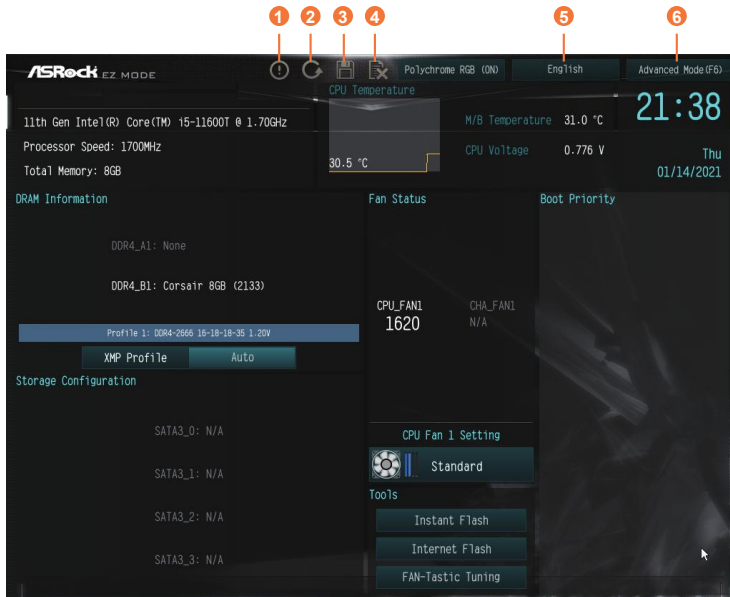 1 2 3 4 5 6
ASRock EZ MODE
Polychrome RGB (ON)
English
Advanced Mode(F6)
CPU Temperature
11th Gen Intel(R) Core(TM) i5-11600T @ 1.70GHz
Processor Speed: 1700MHz
Total Memory: 8GB
30.5 °C
M/B Temperature 31.0 °C
CPU Voltage 0.776 V
21:38
Thu
01/14/2021
DRAM Information
DDR4_A1: None
DDR4_B1: Corsair 8GB (2133)
Profile 1: DDR4-2666 16-18-18-35 1.20V
XMP Profile Auto
Storage Configuration
SATA3_0: N/A
SATA3_1: N/A
SATA3_2: N/A
SATA3_3: N/A
Fan Status
CPU_FAN1
1620
CHA_FAN1
N/A
CPU Fan 1 Setting
Standard
Tools
Instant Flash
Internet Flash
FAN-Tastic Tuning
Boot Priority